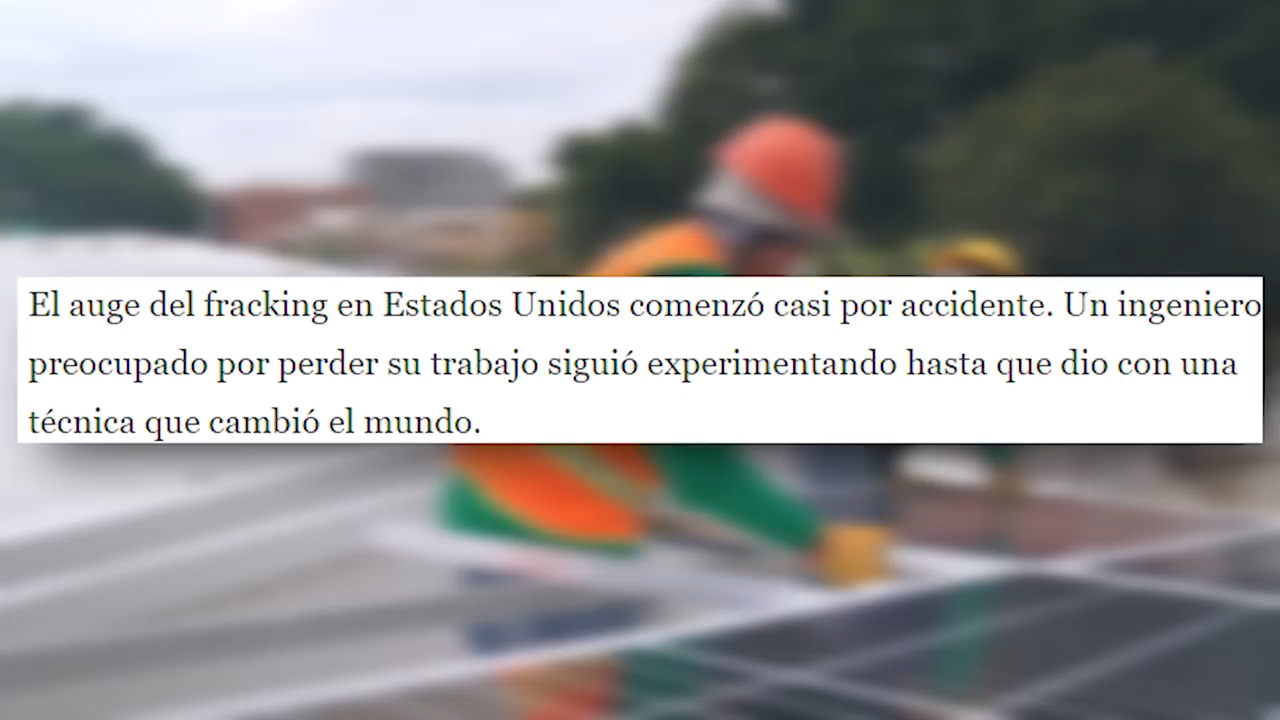 El auge del fracking en Estados Unidos comenzó casi por accidente. Un ingeniero
preocupado por perder su trabajo siguió experimentando hasta que dio con una
técnica que cambió el mundo.